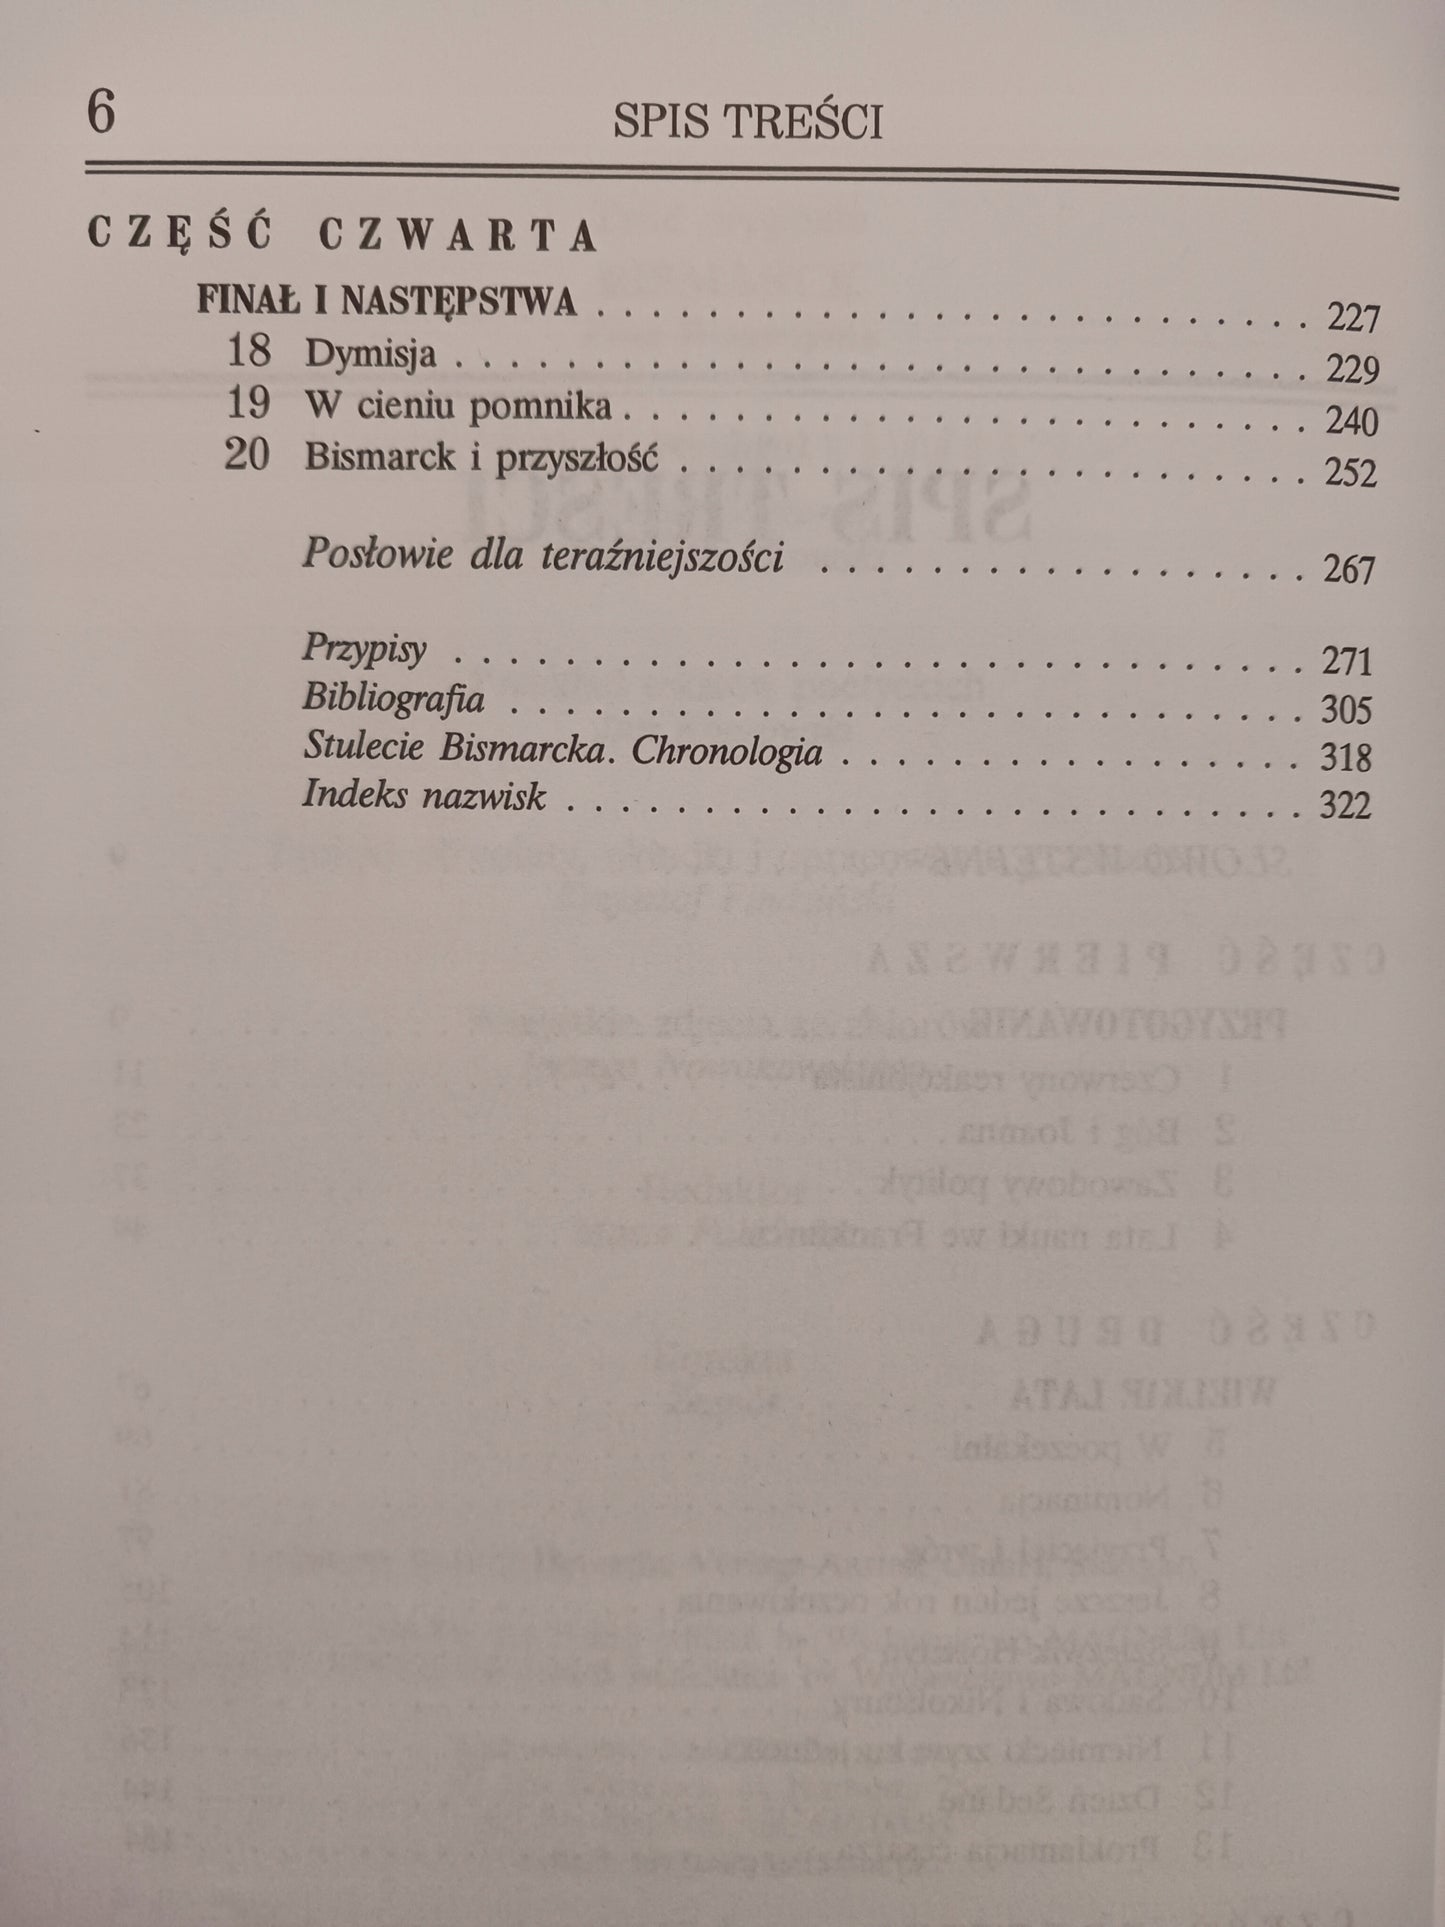 6 SPIS TREŚCI
CZĘŚĆ CZWARTA
FINAŁ I NASTĘPSTWA . . . . . . . . . . . . . . . . . . . . . . . . . . 227
18 Dymisja . . . . . . . . . . . . . . . . . . . . . . . . . . . . . . . 229
19 W cieniu pomnika . . . . . . . . . . . . . . . . . . . . . . . . . 240
20 Bismarck i przyszłość . . . . . . . . . . . . . . . . . . . . . . . 252
Posłowie dla teraźniejszości . . . . . . . . . . . . . . . . . . 267
Przypisy . . . . . . . . . . . . . . . . . . . . . . . . . . . . . . . 271
Bibliografia . . . . . . . . . . . . . . . . . . . . . . . . . . . . . 305
Stulecie Bismarcka. Chronologia . . . . . . . . . . . . . . . . . 318
Indeks nazwisk . . . . . . . . . . . . . . . . . . . . . . . . . . . 322